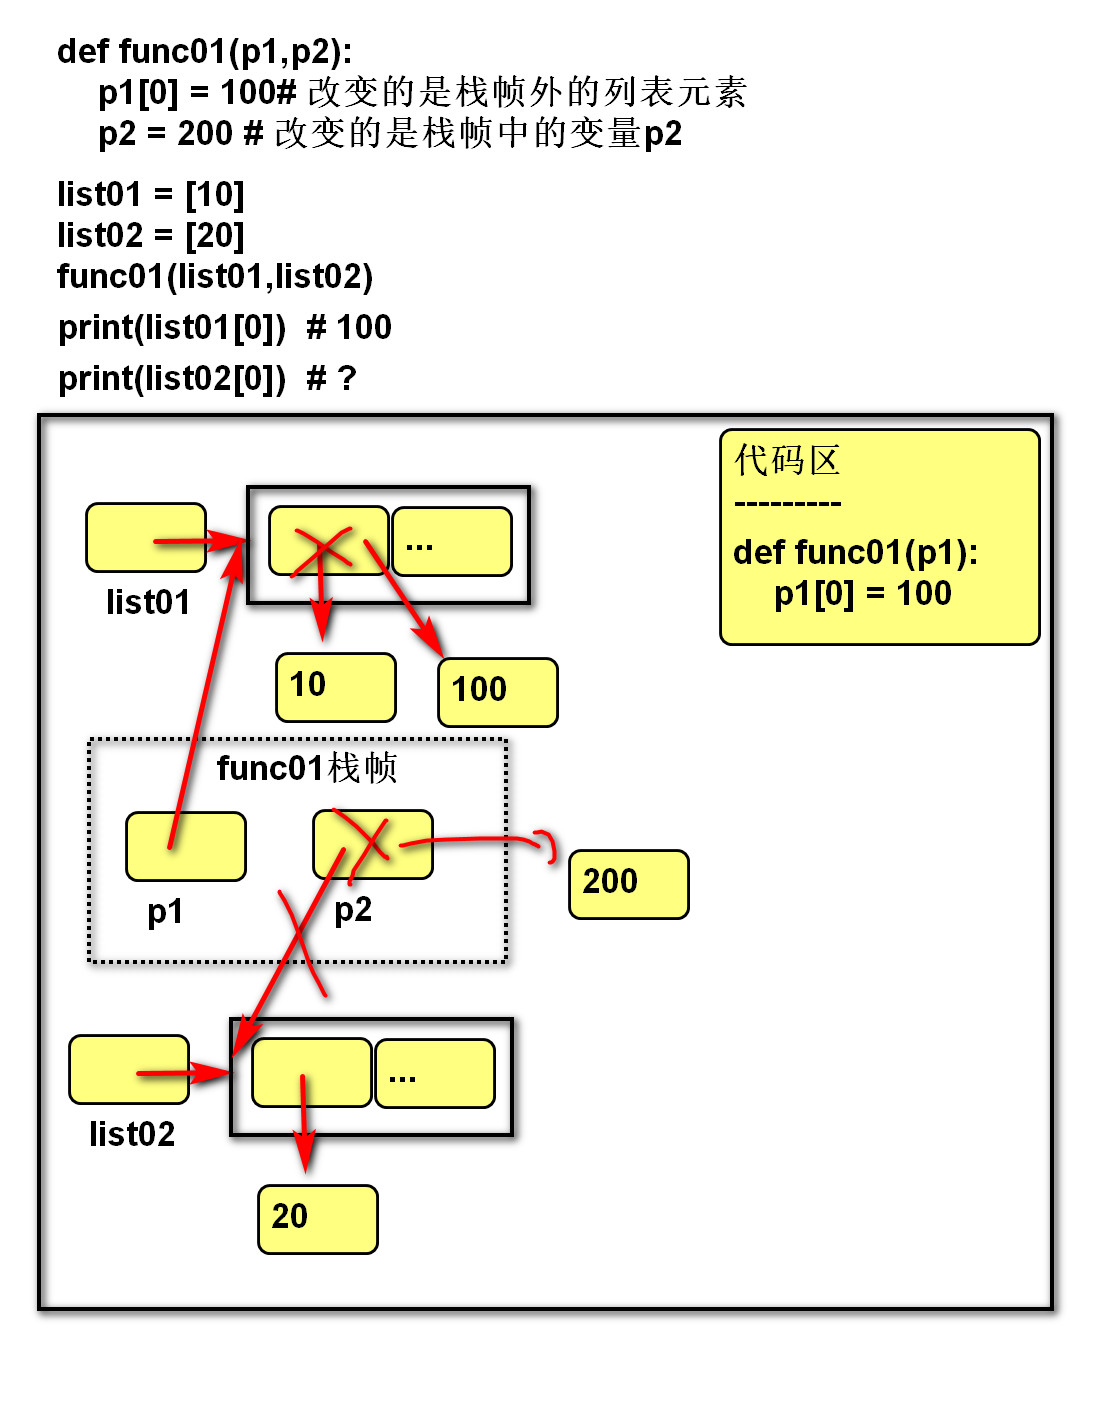 def func01(p1,p2):
p1[0] = 100# 改变的是栈帧外的列表元素
p2 = 200 # 改变的是栈帧中的变量p2
list01 = [10]
list02 = [20]
func01(list01,list02)
print(list01[0])  # 100
print(list02[0])  # ?
代码区
---------
def func01(p1):
p1[0] = 100
...
list01
10
100
func01栈帧
p1
p2
200
...
list02
20